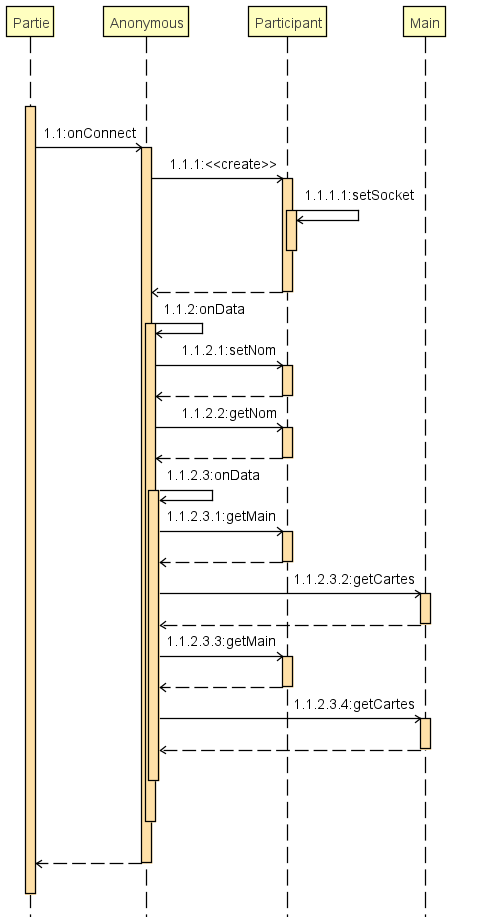 Partie Anonymous Participant Main
1.1:onConnect
1.1.1:<<create>>
1.1.1.1:setSocket
1.1.2:onData
1.1.2.1:setNom
1.1.2.2:getNom
1.1.2.3:onData
1.1.2.3.1:getMain
1.1.2.3.2:getCartes
1.1.2.3.3:getMain
1.1.2.3.4:getCartes